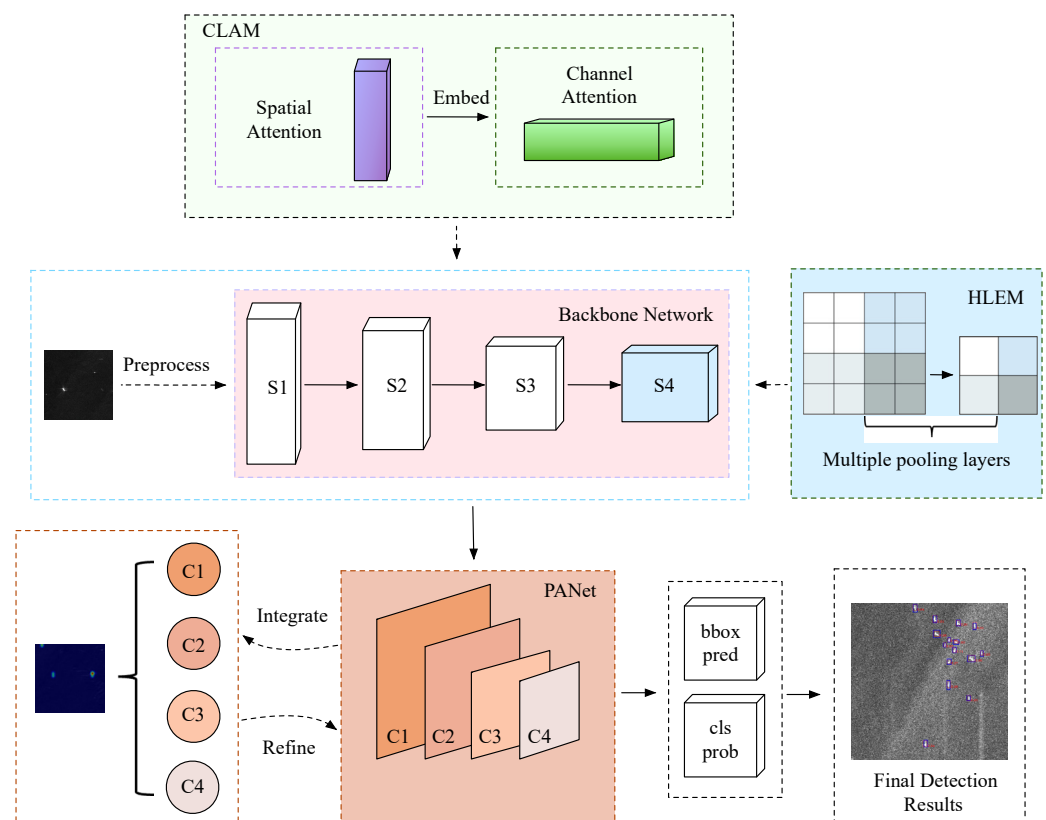 CLAM
Spatial
Attention
Embed
Channel
Attention
Preprocess
Backbone Network
S1
S2
S3
S4
HLEM
Multiple pooling layers
C1
C2
C3
C4
Integrate
Refine
PANet
C1
C2
C3
C4
bbox
pred
cls
prob
Final Detection
Results